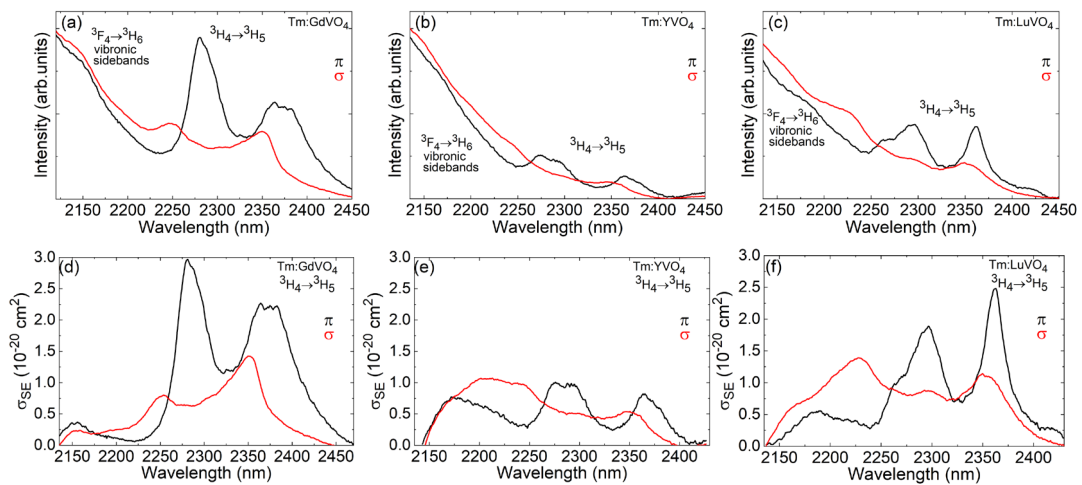 (a)
Tm:GdVO₄
³F₄→³H₆
vibronic
sidebands
³H₄→³H₅
π
σ
Intensity (arb.units)
2150 2200 2250 2300 2350 2400 2450
Wavelength (nm)
(b)
Tm:YVO₄
³F₄→³H₆
vibronic
sidebands
³H₄→³H₅
π
σ
Intensity (arb.units)
2150 2200 2250 2300 2350 2400 2450
Wavelength (nm)
(c)
Tm:LuVO₄
³F₄→³H₆
vibronic
sidebands
³H₄→³H₅
π
σ
Intensity (arb.units)
2150 2200 2250 2300 2350 2400 2450
Wavelength (nm)
(d)
Tm:GdVO₄
³H₄→³H₅
π
σ
σSE (10⁻²⁰ cm²)
3.0
2.5
2.0
1.5
1.0
0.5
0.0
2150 2200 2250 2300 2350 2400 2450
Wavelength (nm)
(e)
Tm:YVO₄
³H₄→³H₅
π
σ
σSE (10⁻²⁰ cm²)
3.0
2.5
2.0
1.5
1.0
0.5
0.0
2150 2200 2250 2300 2350 2400
Wavelength (nm)
(f)
Tm:LuVO₄
³H₄→³H₅
π
σ
σSE (10⁻²⁰ cm²)
3.0
2.5
2.0
1.5
1.0
0.5
0.0
2150 2200 2250 2300 2350 2400
Wavelength (nm)